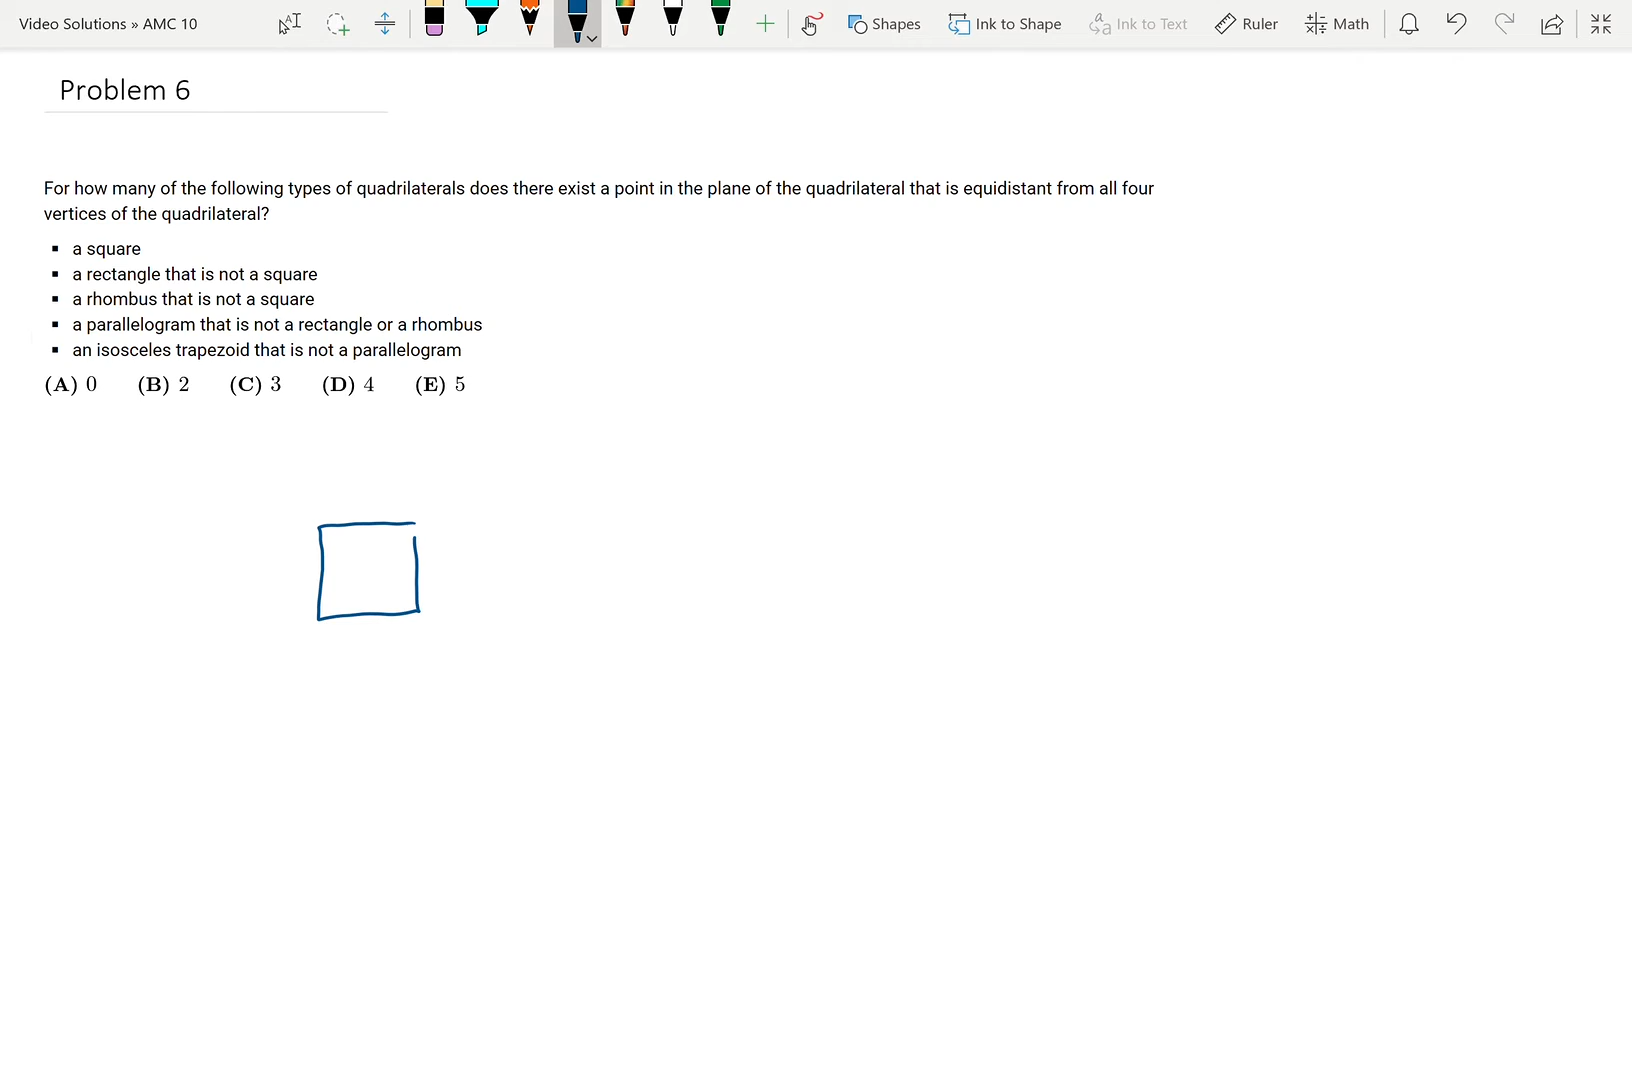 Video Solutions » AMC 10
Shapes
Ink to Shape
Ink to Text
Ruler
Math
Problem 6
For how many of the following types of quadrilaterals does there exist a point in the plane of the quadrilateral that is equidistant from all four
vertices of the quadrilateral?
▪ a square
▪ a rectangle that is not a square
▪ a rhombus that is not a square
▪ a parallelogram that is not a rectangle or a rhombus
▪ an isosceles trapezoid that is not a parallelogram
(A) 0 (B) 2 (C) 3 (D) 4 (E) 5